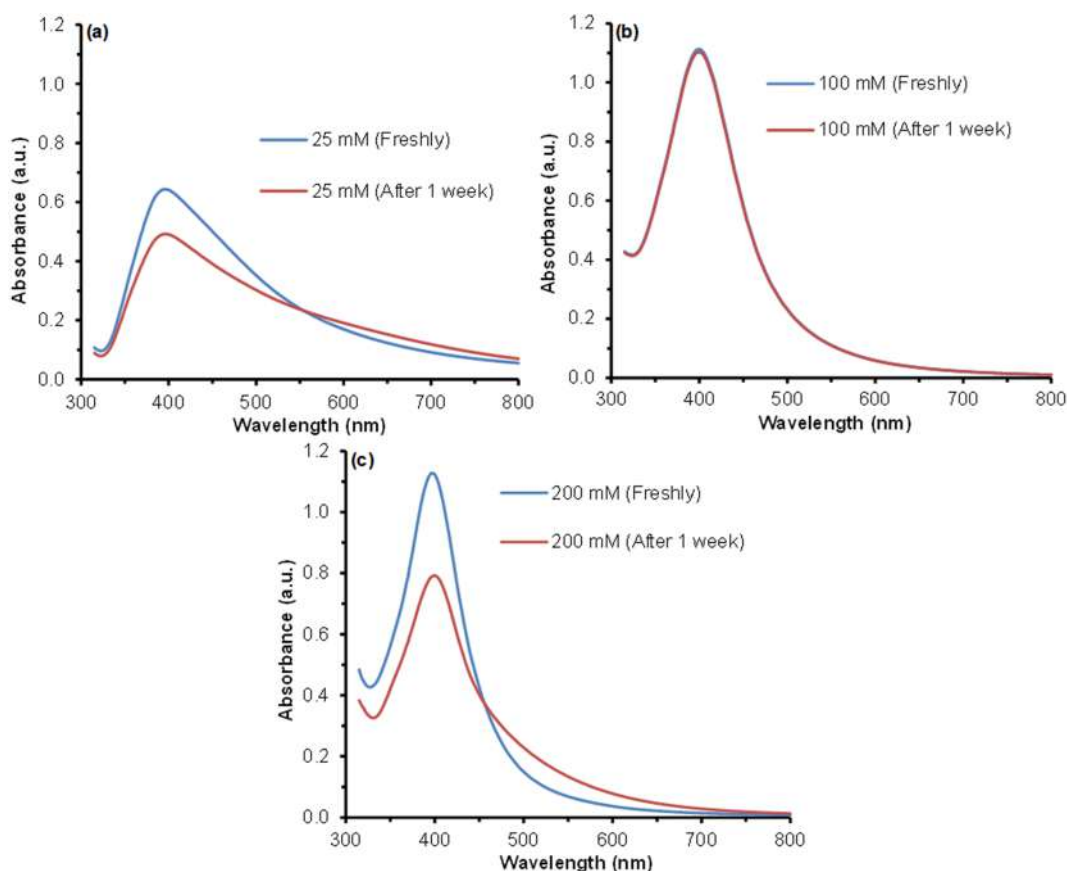 (a)
1.2
1.0
0.8
0.6
0.4
0.2
0.0
Absorbance (a.u.)
25 mM (Freshly)
25 mM (After 1 week)
300 400 500 600 700 800
Wavelength (nm)
(b)
1.2
1.0
0.8
0.6
0.4
0.2
0.0
Absorbance (a.u.)
100 mM (Freshly)
100 mM (After 1 week)
300 400 500 600 700 800
Wavelength (nm)
(c)
1.2
1.0
0.8
0.6
0.4
0.2
0.0
Absorbance (a.u.)
200 mM (Freshly)
200 mM (After 1 week)
300 400 500 600 700 800
Wavelength (nm)